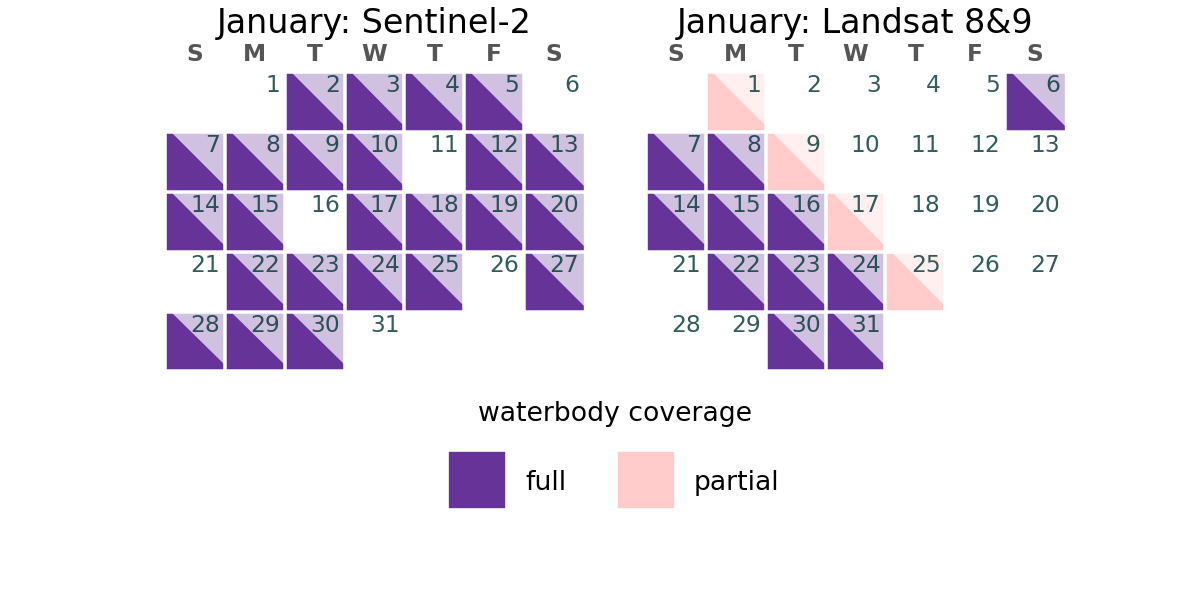 January: Sentinel-2
S M T W T F S
1 2 3 4 5 6
7 8 9 10 11 12 13
14 15 16 17 18 19 20
21 22 23 24 25 26 27
28 29 30 31
January: Landsat 8&9
S M T W T F S
1 2 3 4 5 6
7 8 9 10 11 12 13
14 15 16 17 18 19 20
21 22 23 24 25 26 27
28 29 30 31
waterbody coverage
full partial